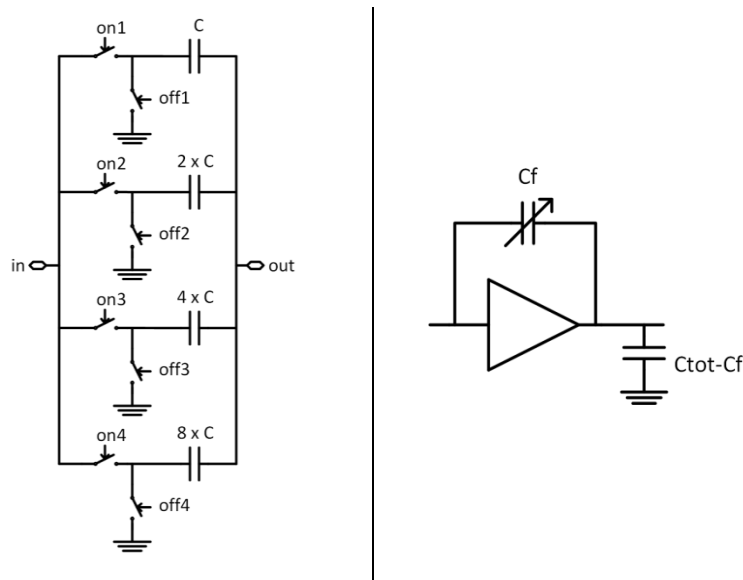 on1
C
off1
on2
2 x C
off2
in
out
on3
4 x C
off3
on4
8 x C
off4
Cf
Ctot-Cf